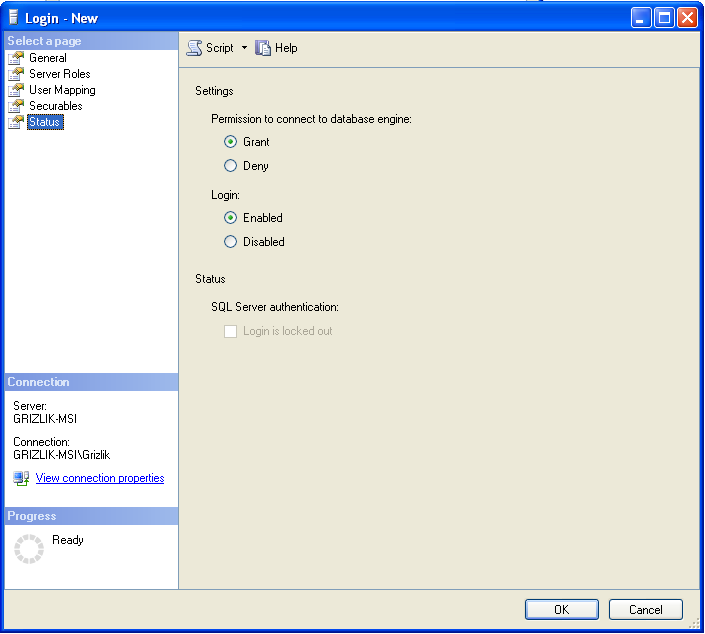 Login - New
Select a page
General
Server Roles
User Mapping
Securables
Status
Script
Help
Settings
Permission to connect to database engine:
Grant
Deny
Login:
Enabled
Disabled
Status
SQL Server authentication:
Login is locked out
Connection
Server:
GRIZLIK-MSI
Connection:
GRIZLIK-MSI\Grizlik
View connection properties
Progress
Ready
OK
Cancel